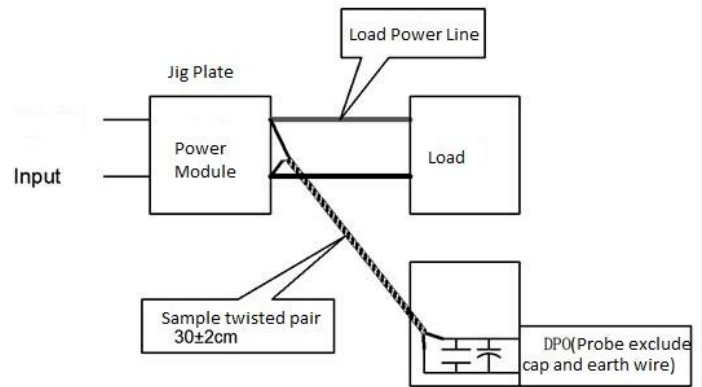 Load Power Line
Jig Plate
Power
Module
Load
Input
Sample twisted pair
30±2cm
DPO(Probe exclude
cap and earth wire)